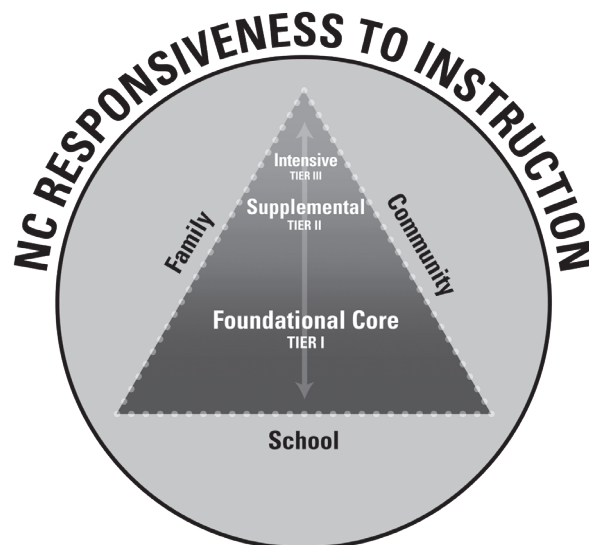 NC RESPONSIVENESS TO INSTRUCTION
Intensive
TIER III
Supplemental
TIER II
Family
Community
Foundational Core
TIER I
School